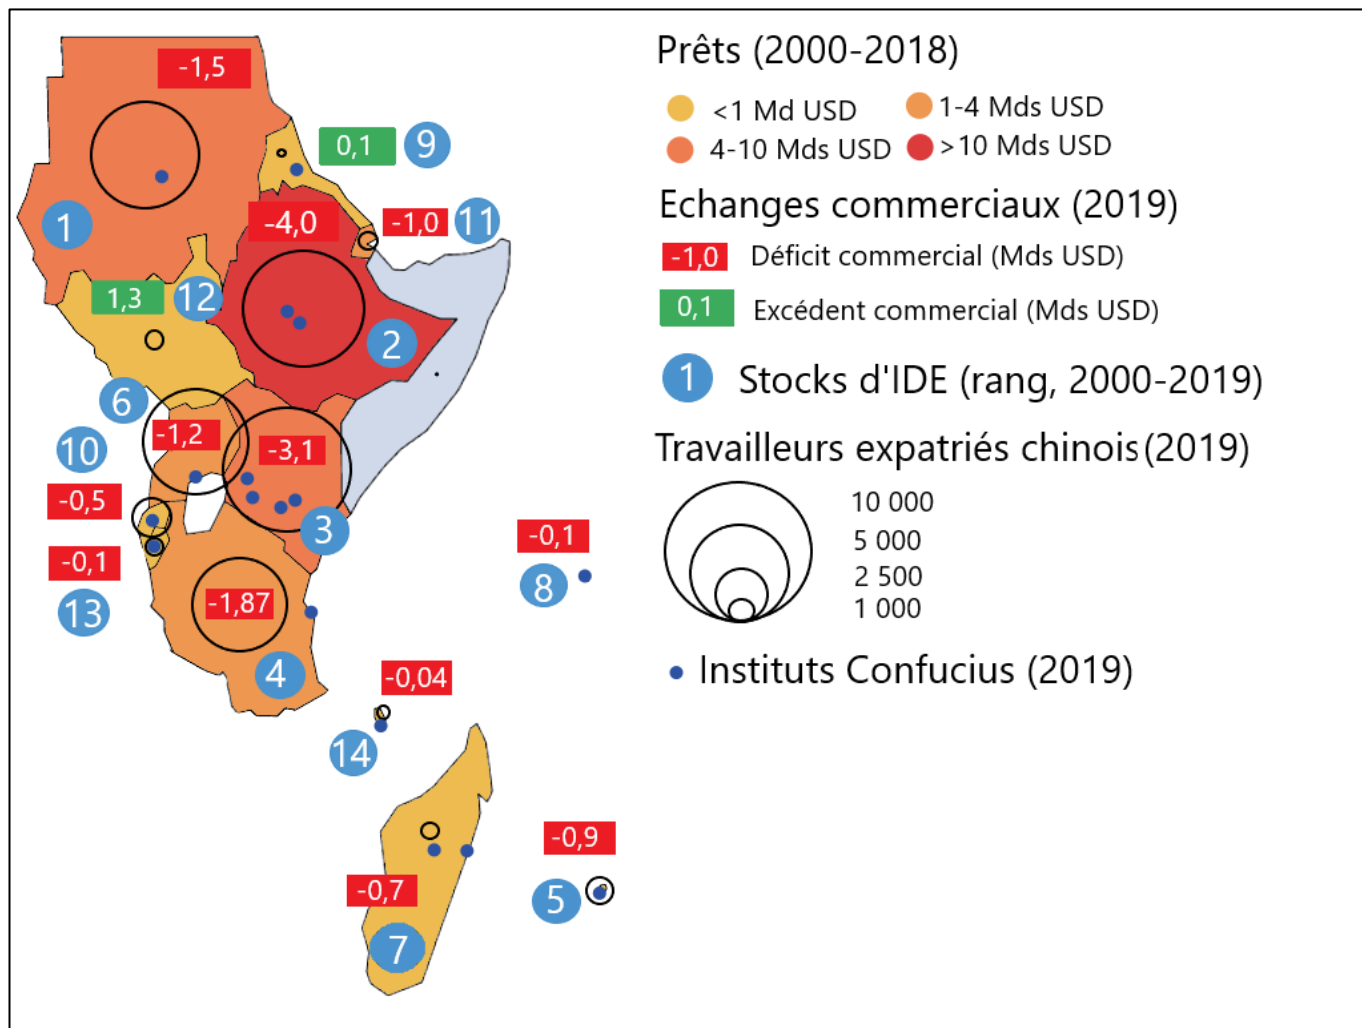 -1,5
0,1
9
1
-4,0
-1,0
11
1,3
12
2
6
-1,2
10
-3,1
-0,5
3
-0,1
-0,1
8
13
-1,87
4
-0,04
14
-0,9
-0,7
5
7
Prêts (2000-2018)
<1 Md USD
1-4 Mds USD
4-10 Mds USD
>10 Mds USD
Echanges commerciaux (2019)
-1,0 Déficit commercial (Mds USD)
0,1 Excédent commercial (Mds USD)
1 Stocks d'IDE (rang, 2000-2019)
Travailleurs expatriés chinois (2019)
10 000
5 000
2 500
1 000
Instituts Confucius (2019)